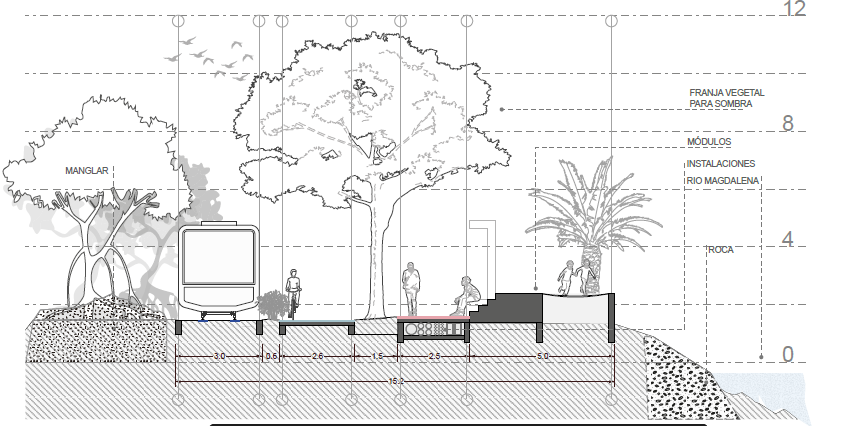 12
FRANJA VEGETAL
PARA SOMBRA
8
MÓDULOS
INSTALACIONES
MANGLAR
RIO MAGDALENA
4
ROCA
0
3.0 0.6 2.6 1.5 2.5 5.0
15.2